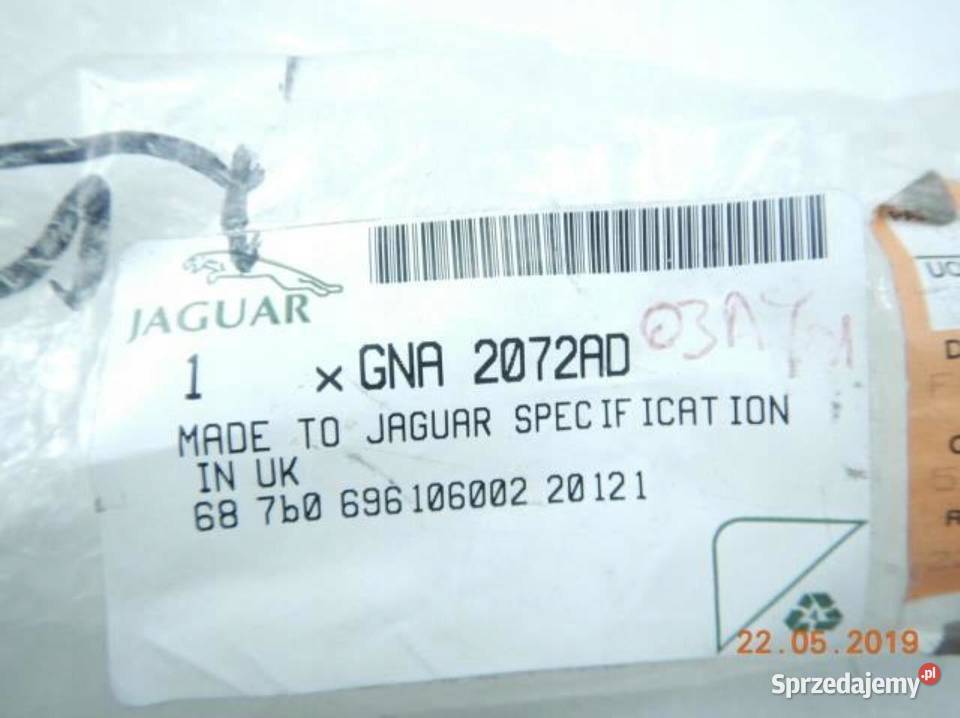 JAGUAR
1 x GNA 2072AD
MADE TO JAGUAR SPECIFICATION
IN UK
68 7b0 696106002 20121
UC
D
F
R
22.05.2019
Sprzedajemy.pl